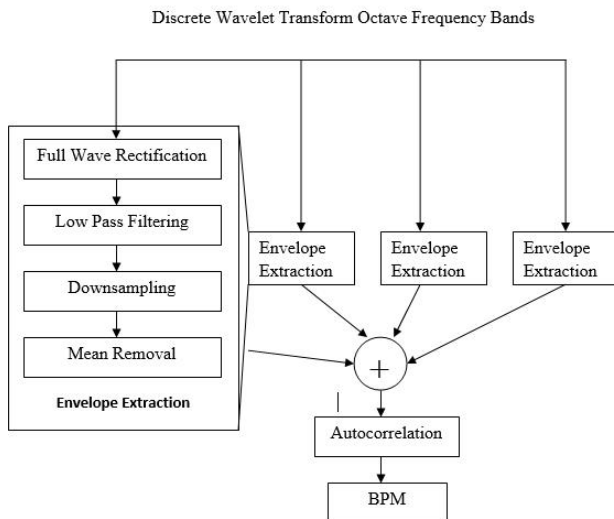 Discrete Wavelet Transform Octave Frequency Bands
Full Wave Rectification
Low Pass Filtering
Downsampling
Mean Removal
Envelope Extraction
Envelope
Extraction
Envelope
Extraction
Envelope
Extraction
+
Autocorrelation
BPM